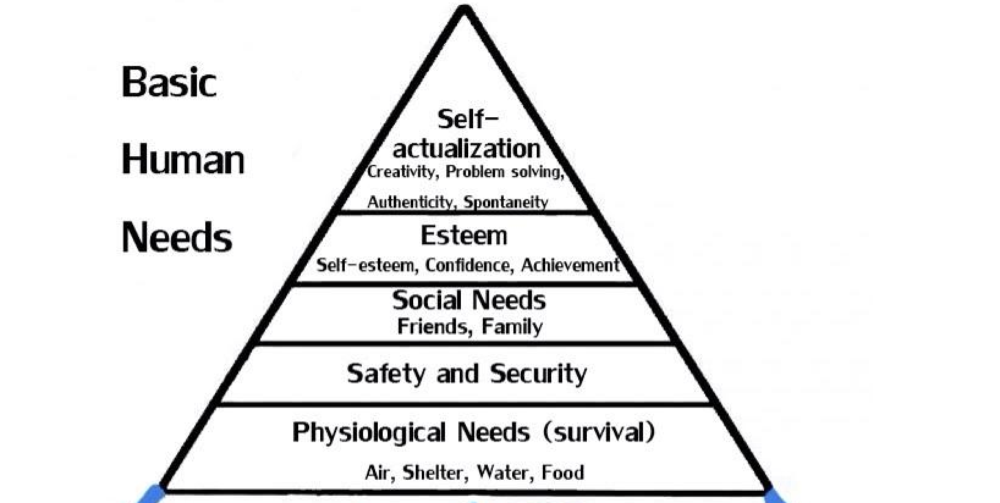 Basic
Human
Needs
Self-
actualization
Creativity, Problem solving,
Authenticity, Spontaneity
Esteem
Self-esteem, Confidence, Achievement
Social Needs
Friends, Family
Safety and Security
Physiological Needs (survival)
Air, Shelter, Water, Food